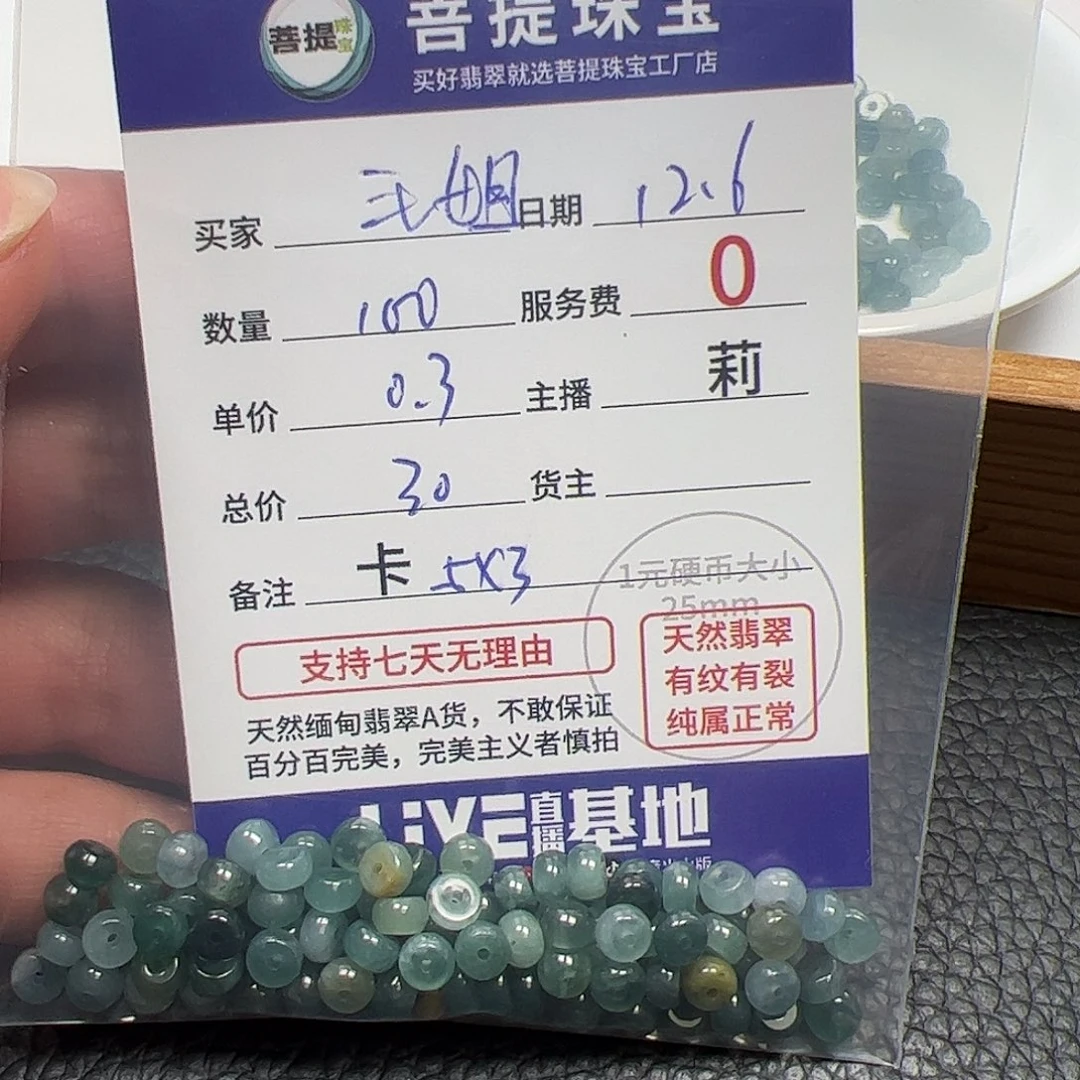 菩提珠宝
菩提珠宝
买好翡翠就选菩提珠宝工厂店
买家 姐 日期 12.6
数量 100 服务费 0
单价 0.3 主播 莉
总价 30 货主
备注 卡 5X3
1元硬币大小
25mm
支持七天无理由
天然翡翠
有纹有裂
纯属正常
天然缅甸翡翠A货，不敢保证
百分百完美，完美主义者慎拍
LiVE直播基地